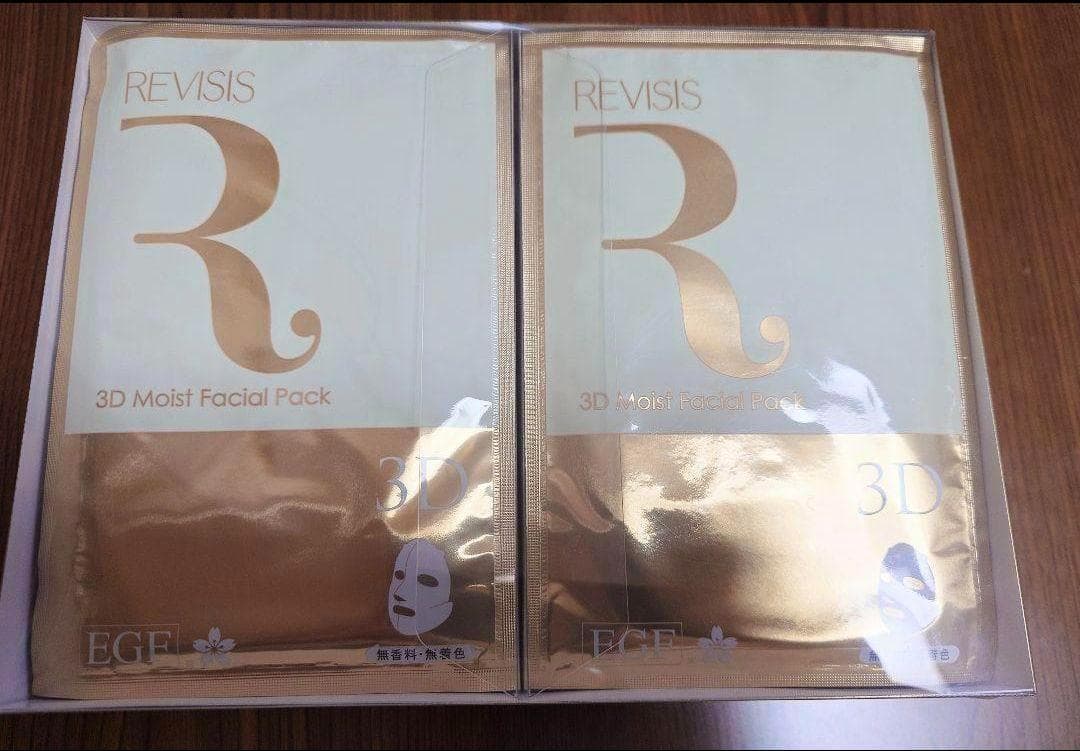 REVISIS
R
3D Moist Facial Pack
3D
EGF
無香料・無着色
REVISIS
R
3D Moist Facial Pack
3D
EGF